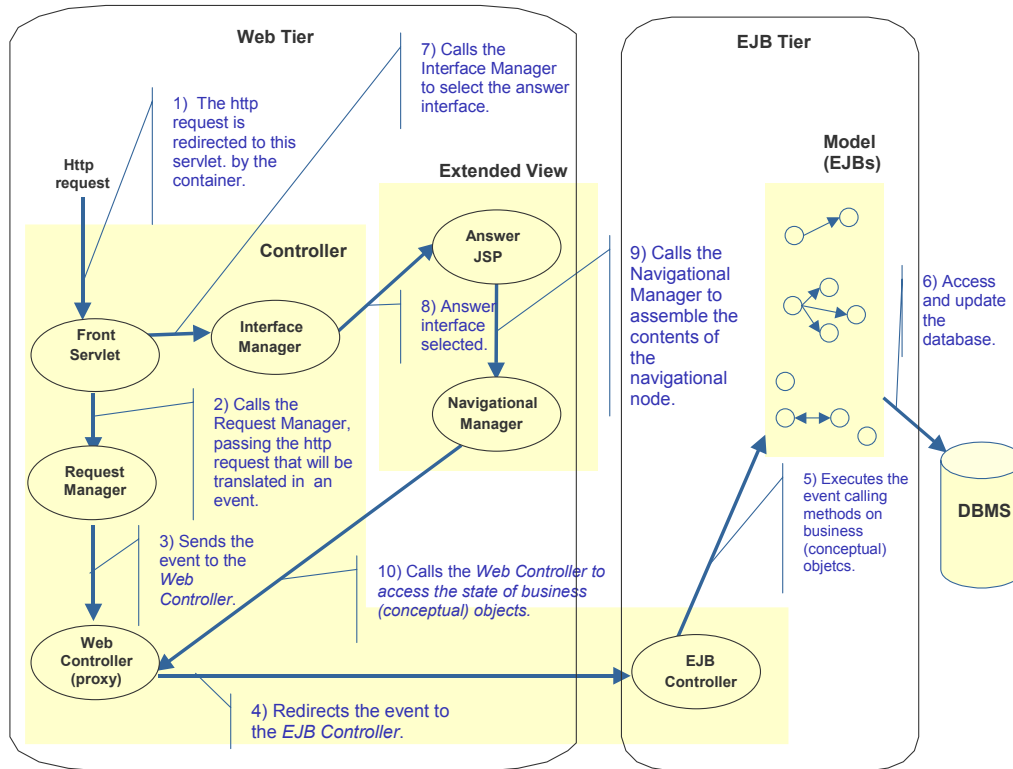 Web Tier
EJB Tier
7) Calls the
Interface Manager
to select the answer
interface.
1)  The http
request is
redirected to this
servlet. by the
container.
Http
request
Model
(EJBs)
Extended View
Controller
Answer
JSP
9) Calls the
Navigational
Manager to
assemble the
contents of
the
navigational
node.
6) Access
and update
the
database.
8) Answer
interface
selected.
Front
Servlet
Interface
Manager
2) Calls the
Request Manager,
passing the http
request that will be
translated in  an
event.
Navigational
Manager
Request
Manager
5) Executes the
event calling
methods on
business
(conceptual)
objetcs.
DBMS
3) Sends the
event to the
Web
Controller.
10) Calls the Web Controller to
access the state of business
(conceptual) objects.
Web
Controller
(proxy)
EJB
Controller
4) Redirects the event to
the EJB Controller.